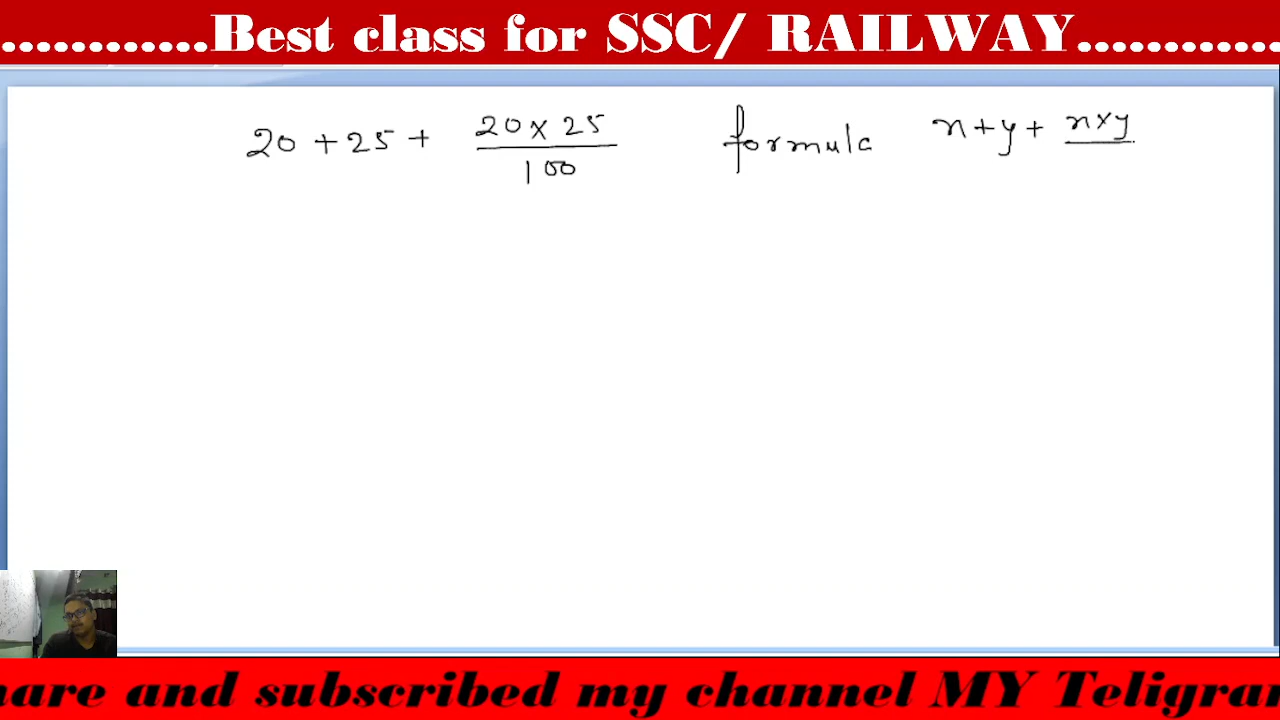 ............Best class for SSC/ RAILWAY............
20 + 25 + 20 x 25 / 100 formula x + y + x x y
hare and subscribed my channel MY Teligram